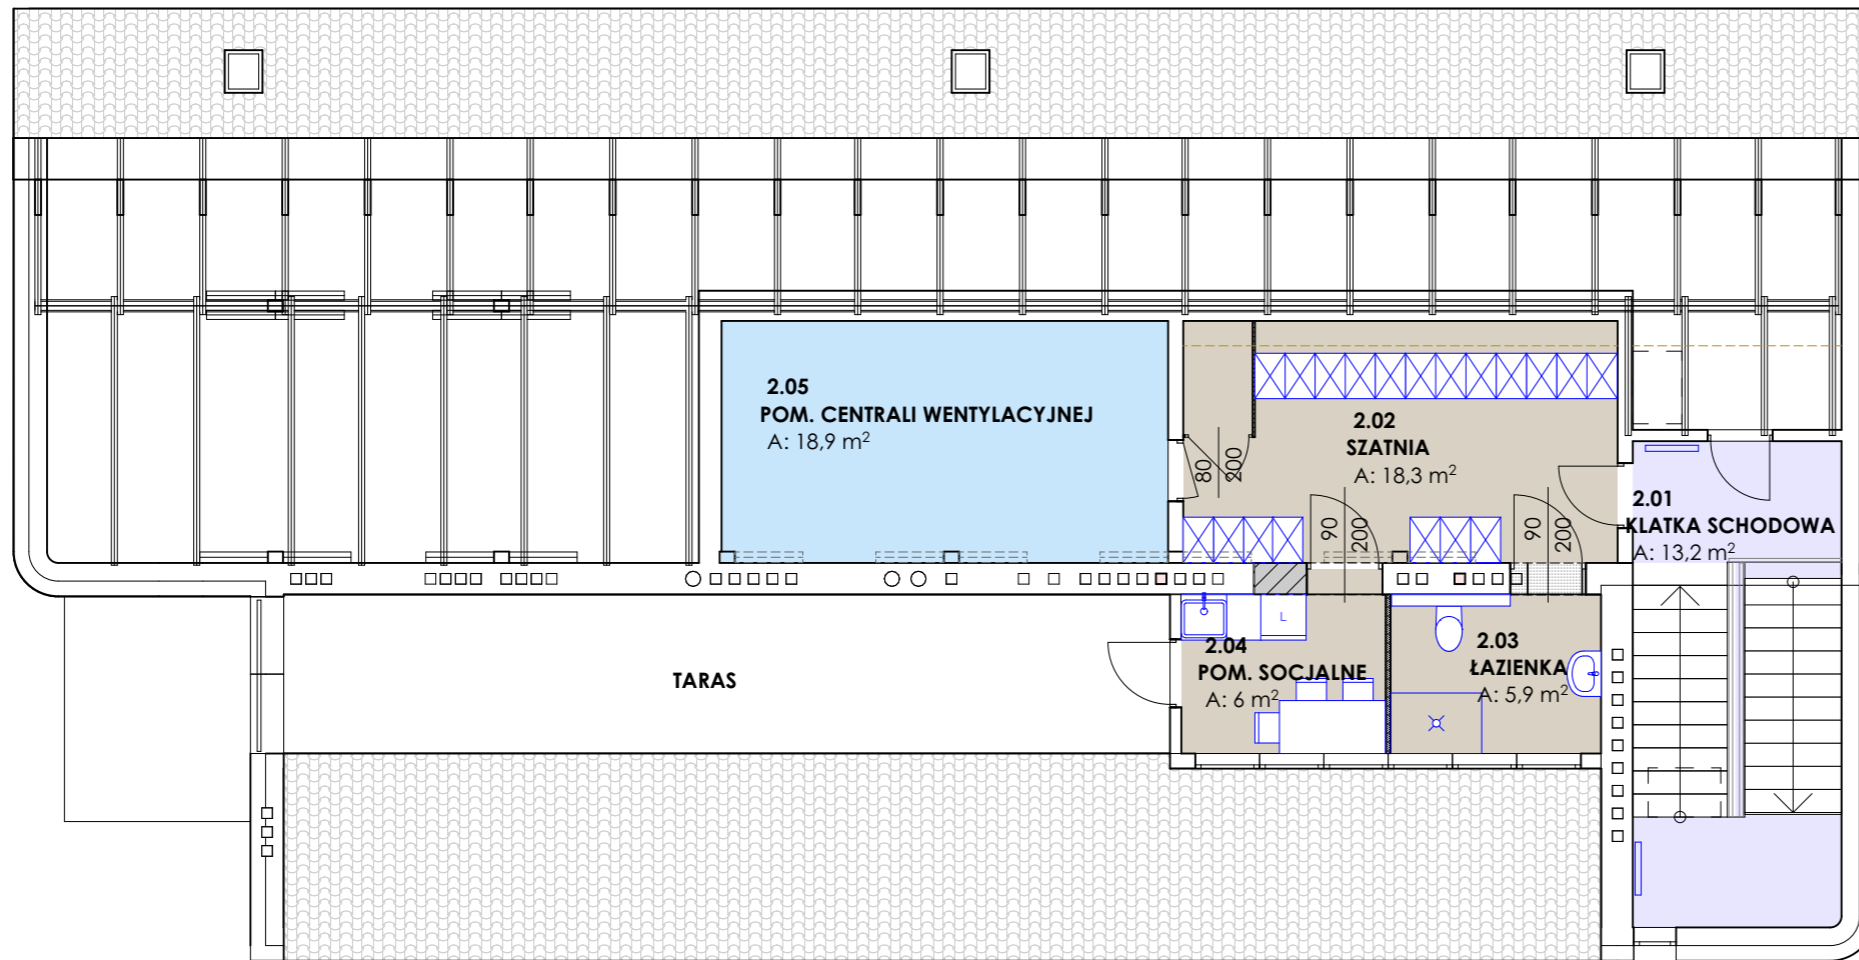 2.05
POM. CENTRALI WENTYLACYJNEJ
A: 18,9 m²
2.02
SZATNIA
A: 18,3 m²
80
200
90
200
90
200
2.01
KLATKA SCHODOWA
A: 13,2 m²
L
2.04
POM. SOCJALNE
A: 6 m²
2.03
ŁAZIENKA
A: 5,9 m²
TARAS